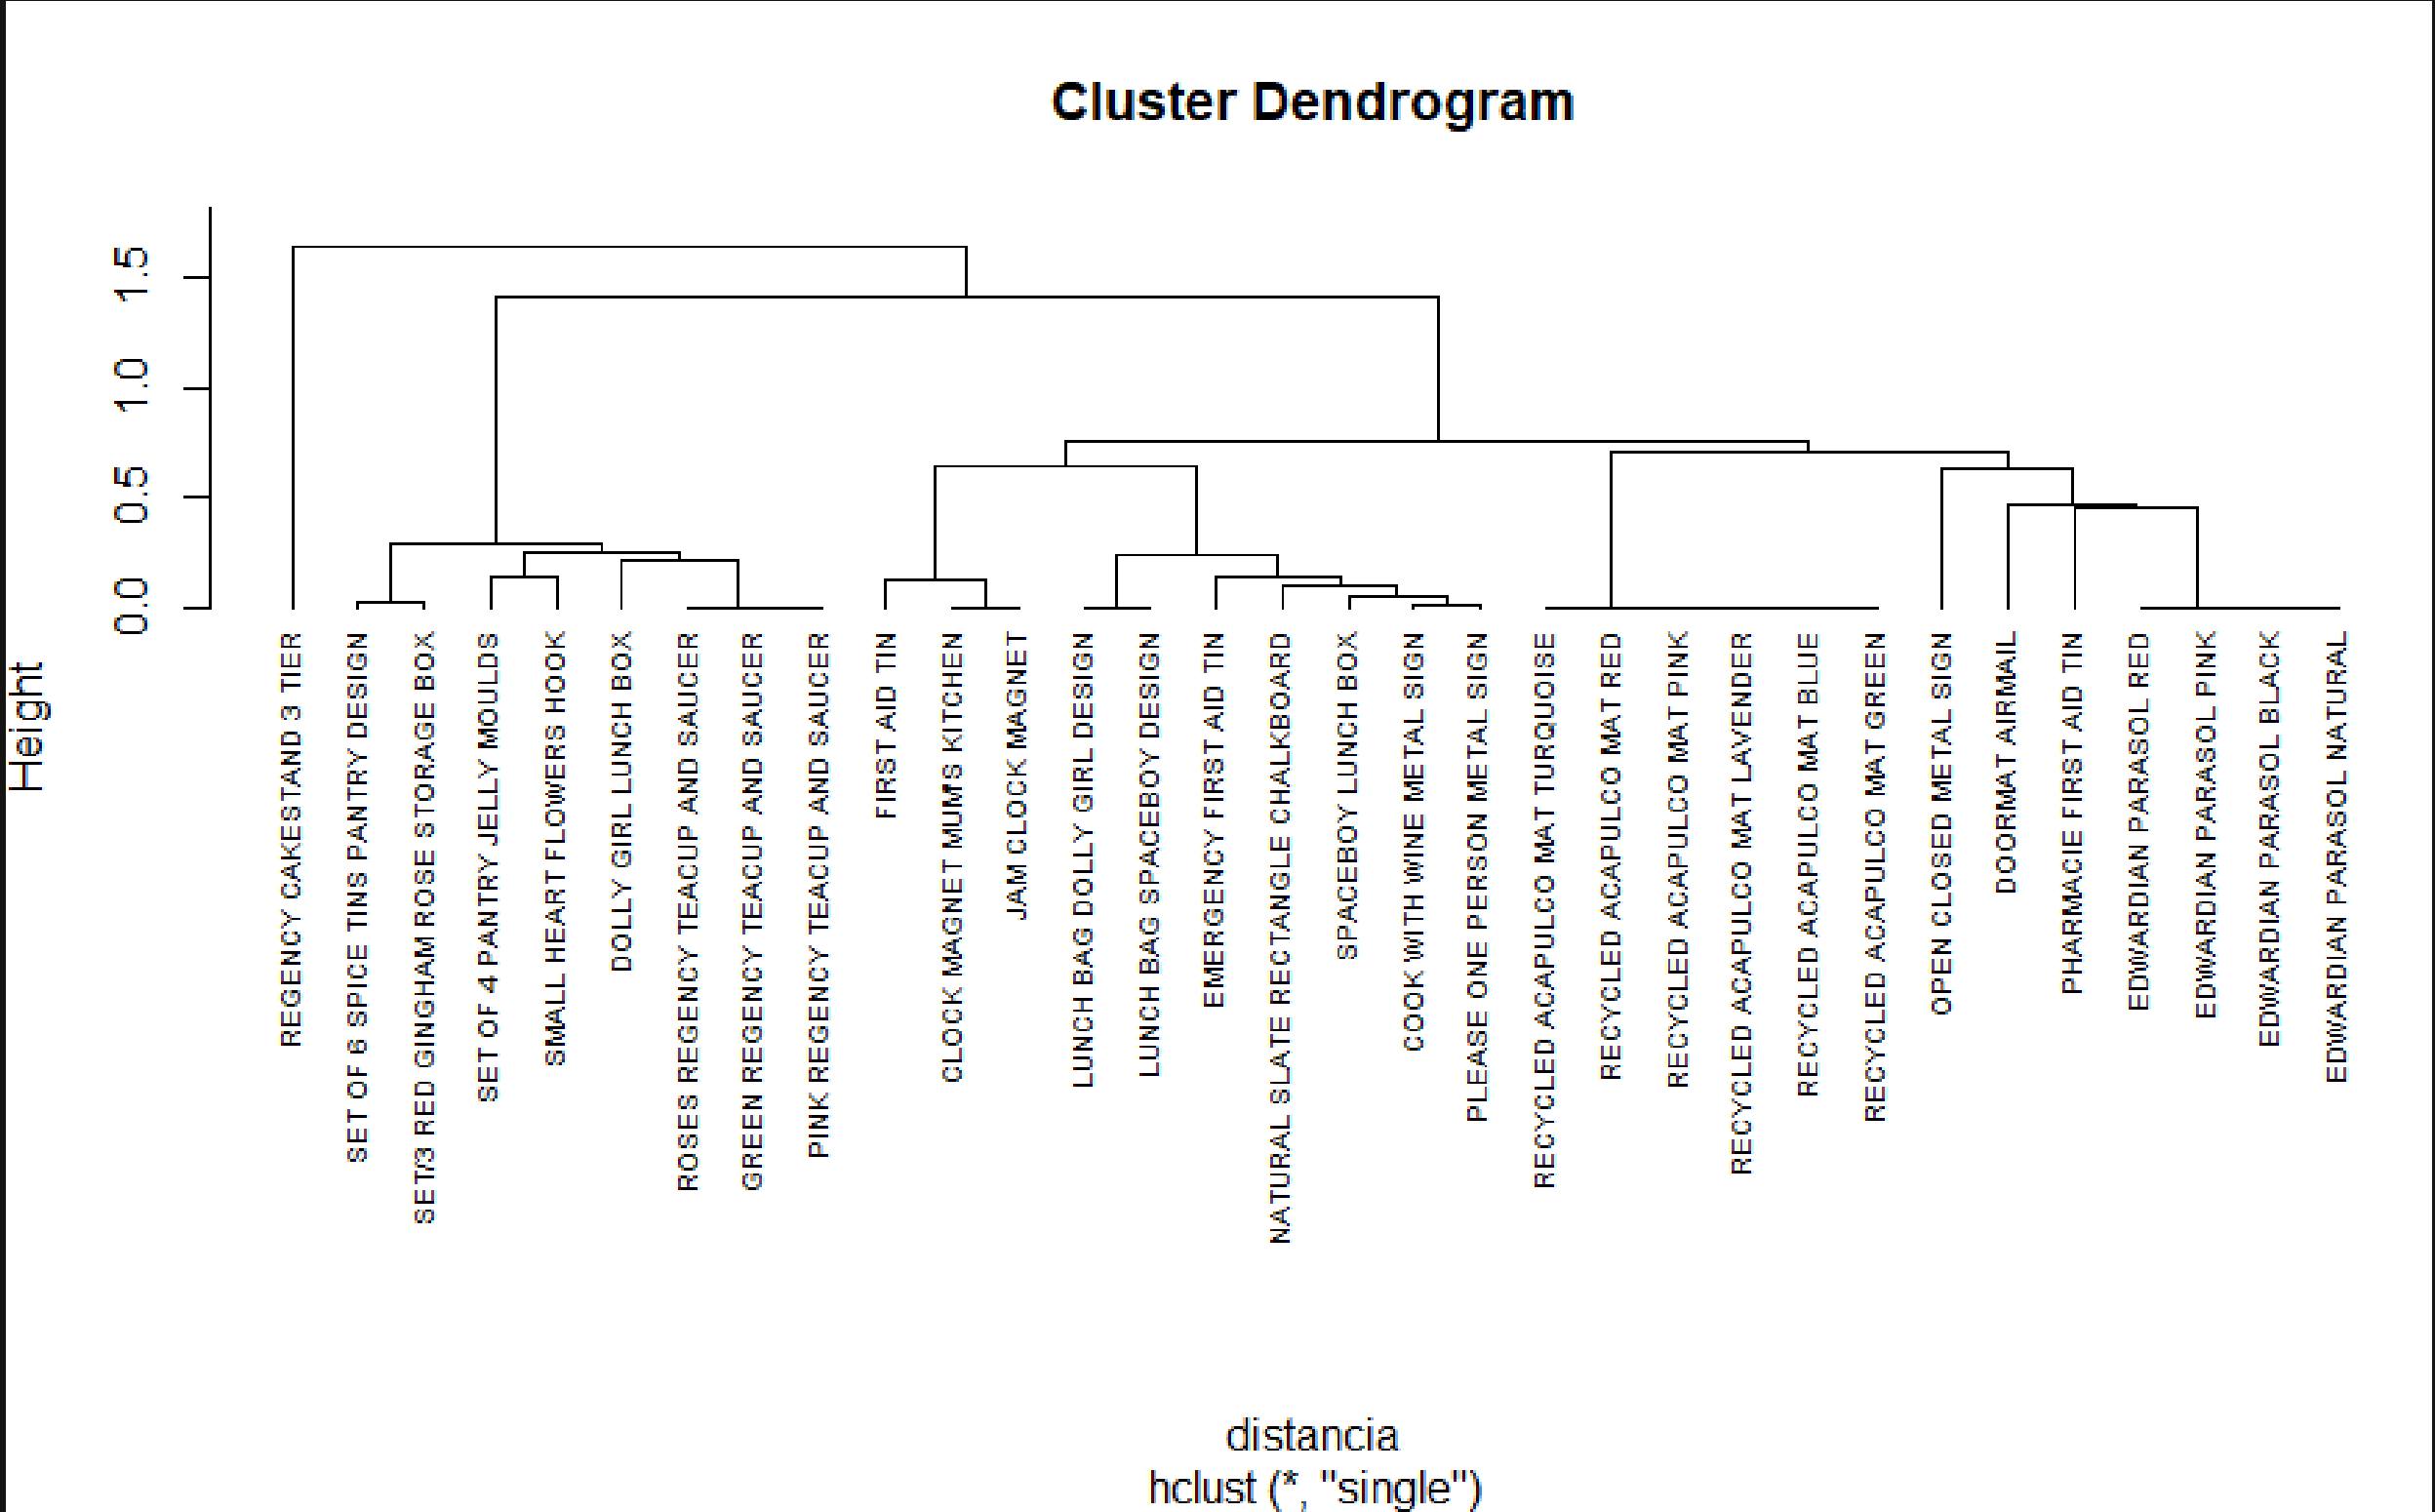 Cluster Dendrogram
1.5
1.0
0.5
0.0
Height
REGENCY CAKESTAND 3 TIER
SET OF 6 SPICE TINS PANTRY DESIGN
SET/3 RED GINGHAM ROSE STORAGE BOX
SET OF 4 PANTRY JELLY MOULDS
SMALL HEART FLOWERS HOOK
DOLLY GIRL LUNCH BOX
ROSES REGENCY TEACUP AND SAUCER
GREEN REGENCY TEACUP AND SAUCER
PINK REGENCY TEACUP AND SAUCER
FIRST AID TIN
CLOCK MAGNET MUM'S KITCHEN
JAM CLOCK MAGNET
LUNCH BAG DOLLY GIRL DESIGN
LUNCH BAG SPACEBOY DESIGN
EMERGENCY FIRST AID TIN
NATURAL SLATE RECTANGLE CHALKBOARD
SPACEBOY LUNCH BOX
COOK WITH WINE METAL SIGN
PLEASE ONE PERSON METAL SIGN
RECYCLED ACAPULCO MAT TURQUOISE
RECYCLED ACAPULCO MAT RED
RECYCLED ACAPULCO MAT PINK
RECYCLED ACAPULCO MAT LAVENDER
RECYCLED ACAPULCO MAT BLUE
RECYCLED ACAPULCO MAT GREEN
OPEN CLOSED METAL SIGN
DOORMAT AIRMAIL
PHARMACIE FIRST AID TIN
EDWARDIAN PARASOL RED
EDWARDIAN PARASOL PINK
EDWARDIAN PARASOL BLACK
EDWARDIAN PARASOL NATURAL
distancia
hclust (*, "single")